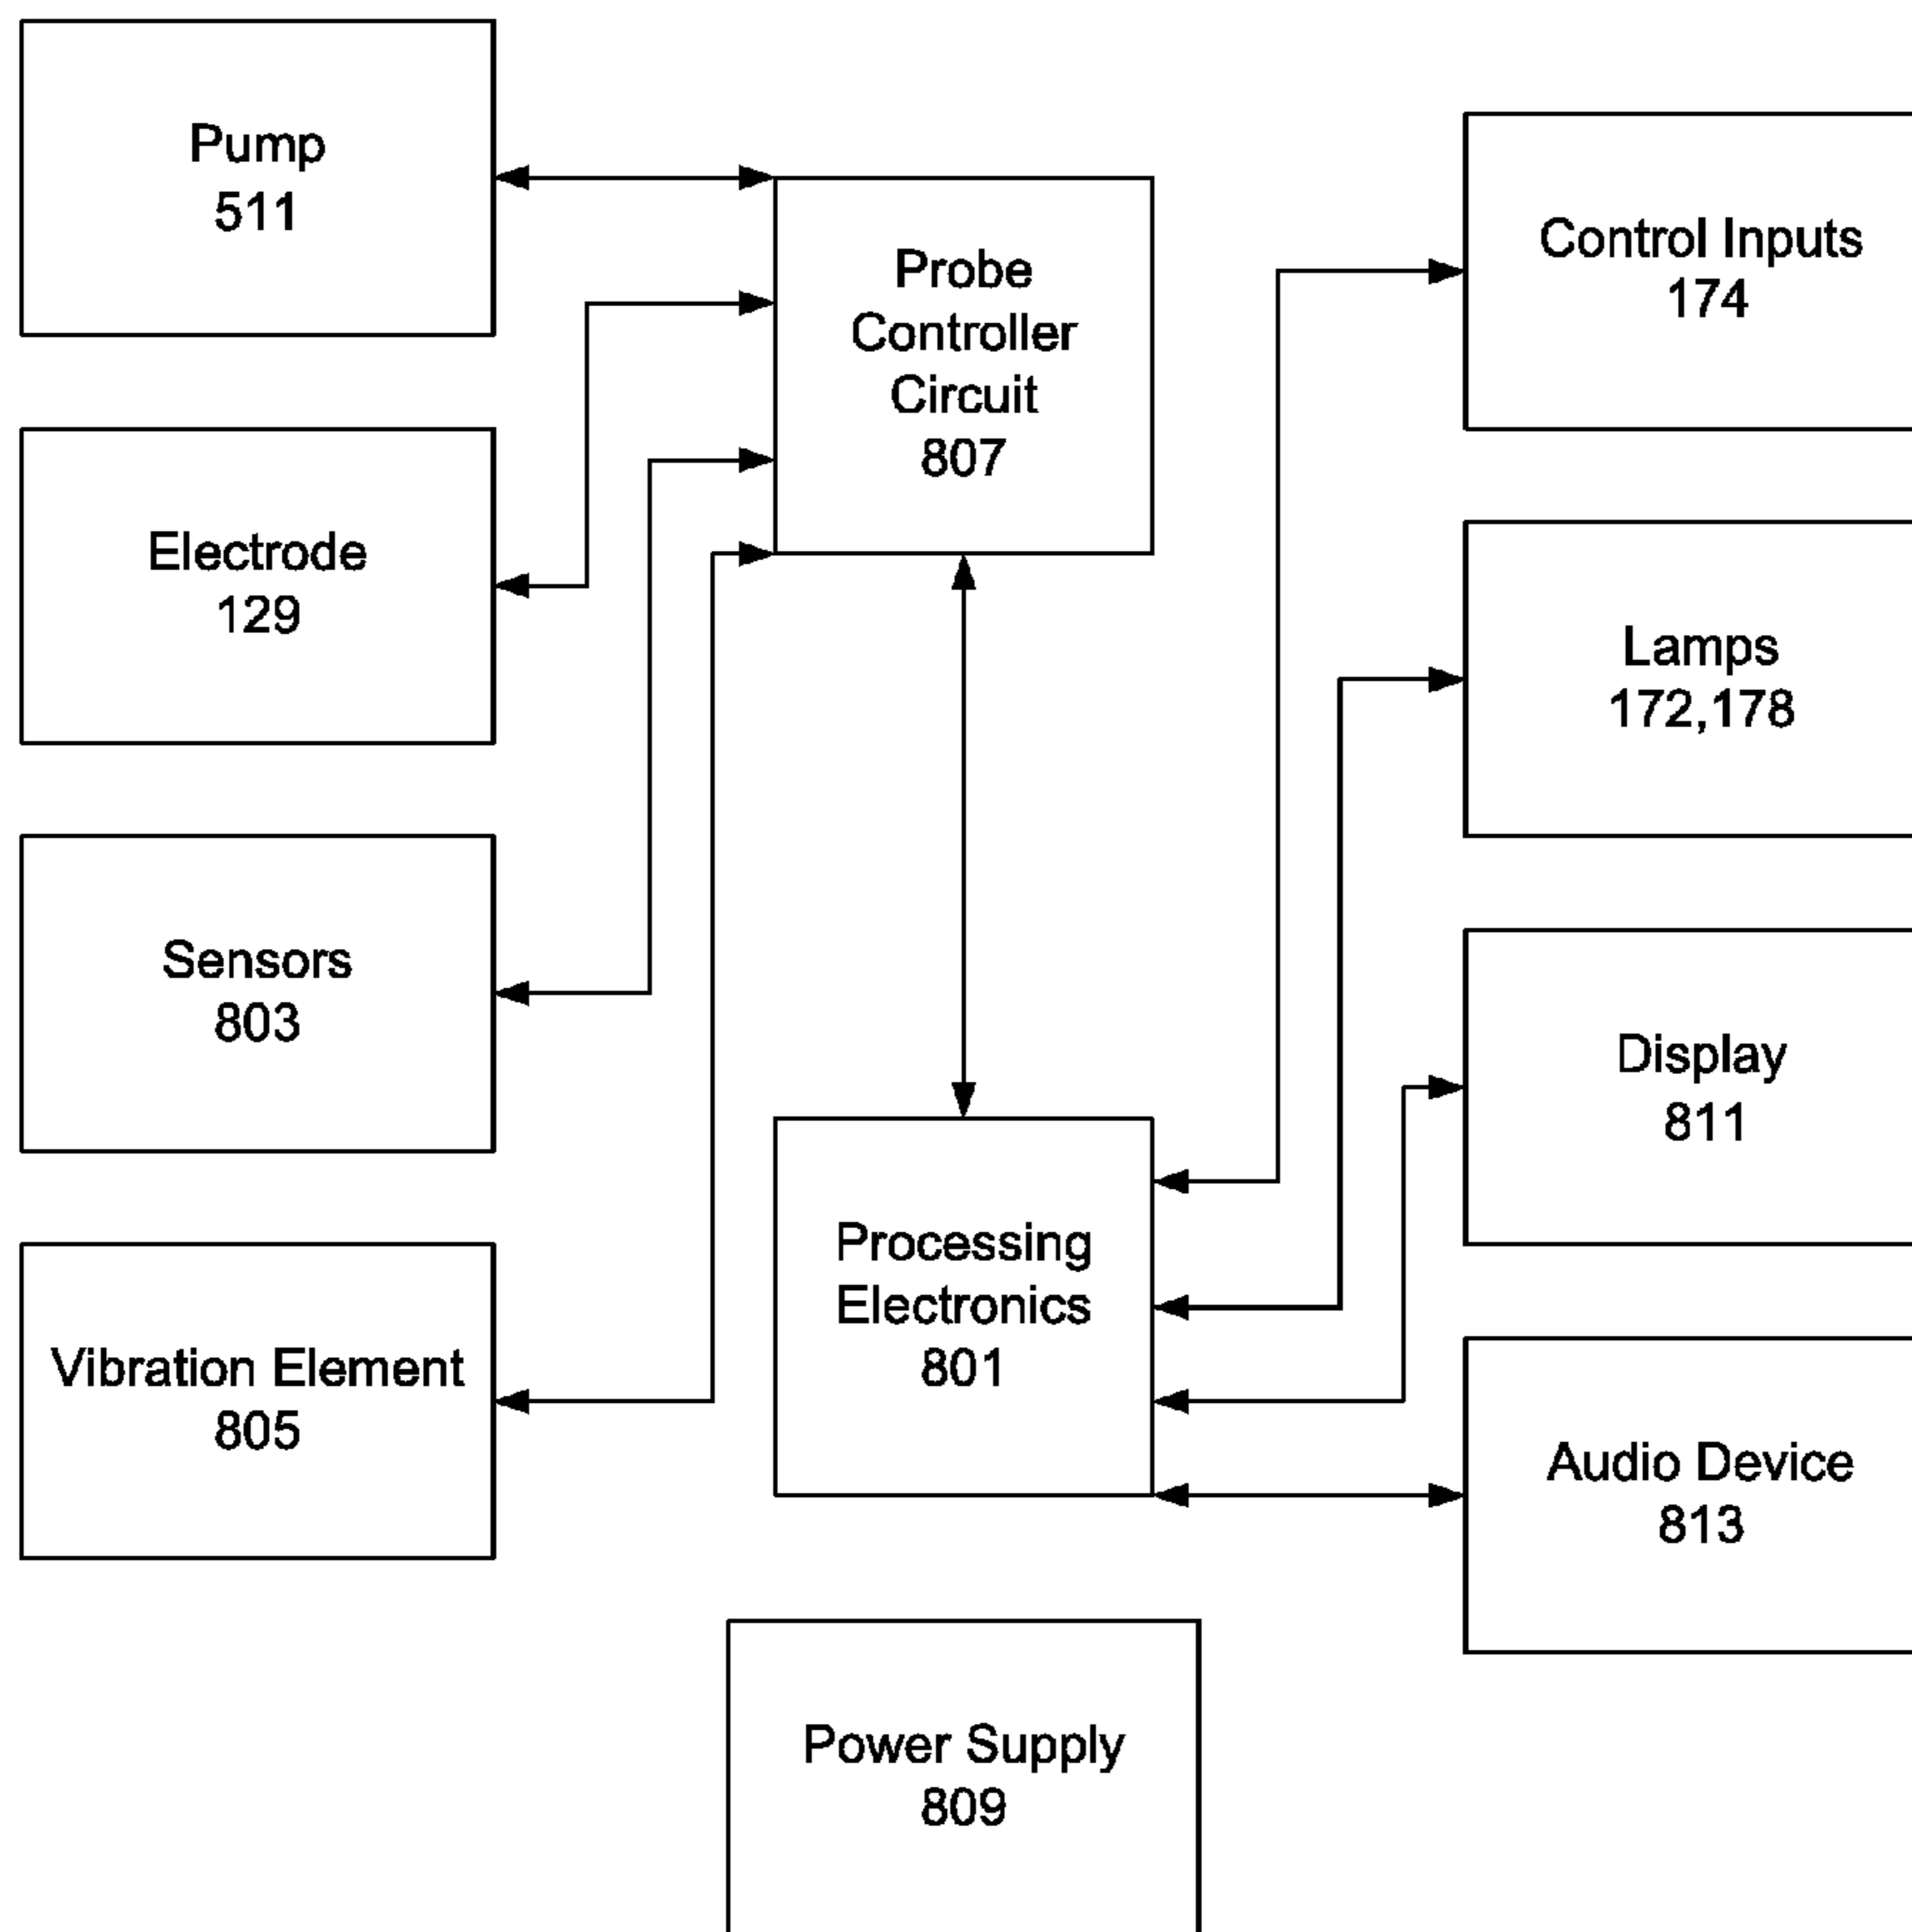 Pump
511
Electrode
129
Sensors
803
Vibration Element
805
Probe
Controller
Circuit
807
Processing
Electronics
801
Power Supply
809
Control Inputs
174
Lamps
172,178
Display
811
Audio Device
813